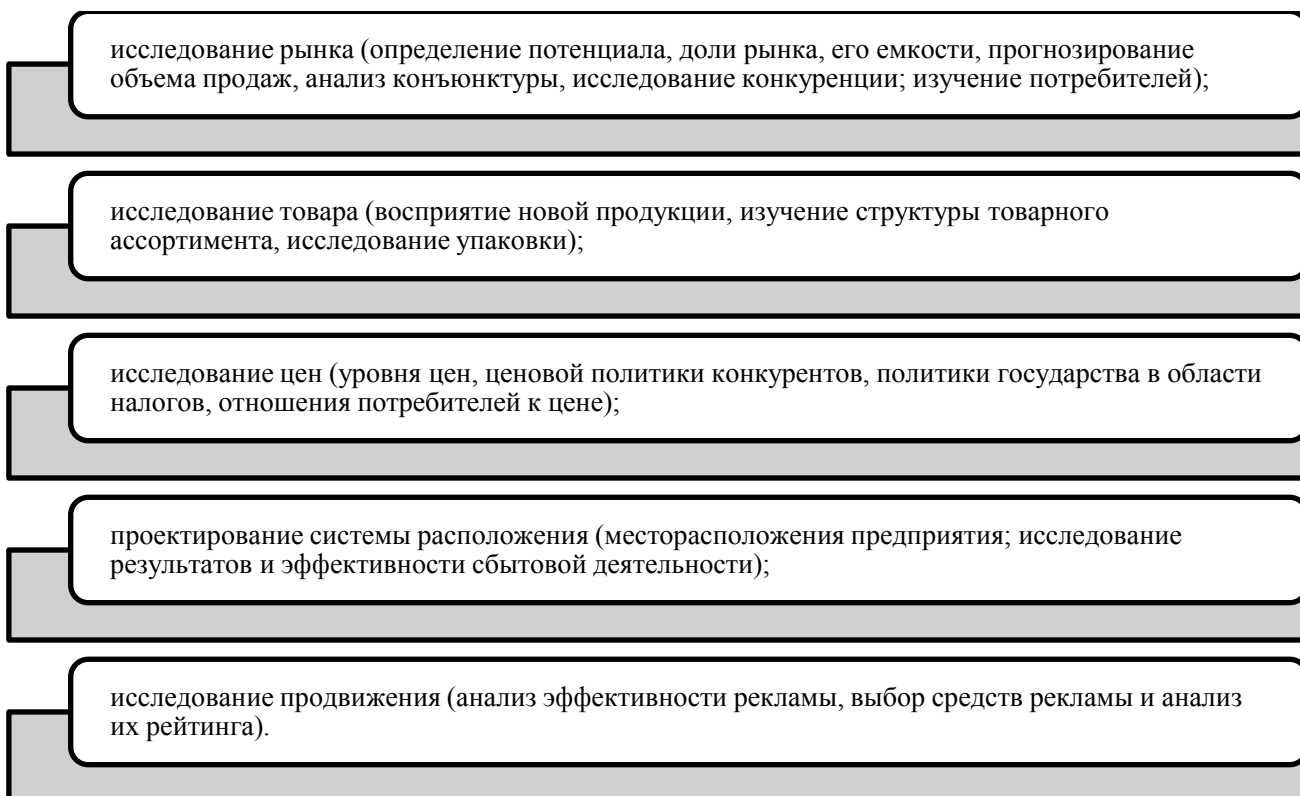 исследование рынка (определение потенциала, доли рынка, его емкости, прогнозирование
объема продаж, анализ конъюнктуры, исследование конкуренции; изучение потребителей);
исследование товара (восприятие новой продукции, изучение структуры товарного
ассортимента, исследование упаковки);
исследование цен (уровня цен, ценовой политики конкурентов, политики государства в области
налогов, отношения потребителей к цене);
проектирование системы расположения (месторасположения предприятия; исследование
результатов и эффективности сбытовой деятельности);
исследование продвижения (анализ эффективности рекламы, выбор средств рекламы и анализ
их рейтинга).